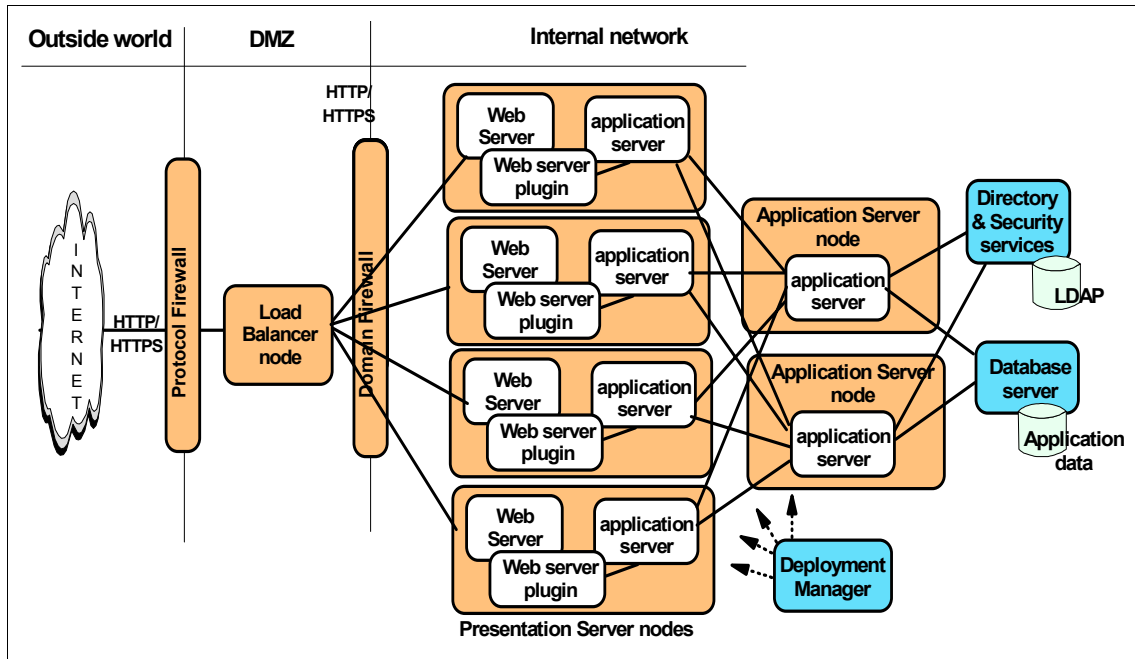 Outside world
DMZ
Internal network
HTTP/
HTTPS
INTERNET
HTTP/
HTTPS
Protocol Firewall
Load
Balancer
node
Domain Firewall
Web
Server
Web server
plugin
application
server
Web
Server
Web server
plugin
application
server
Web
Server
Web server
plugin
application
server
Web
Server
Web server
plugin
application
server
Presentation Server nodes
Application Server
node
application
server
Application Server
node
application
server
Directory
& Security
services
LDAP
Database
server
Application
data
Deployment
Manager